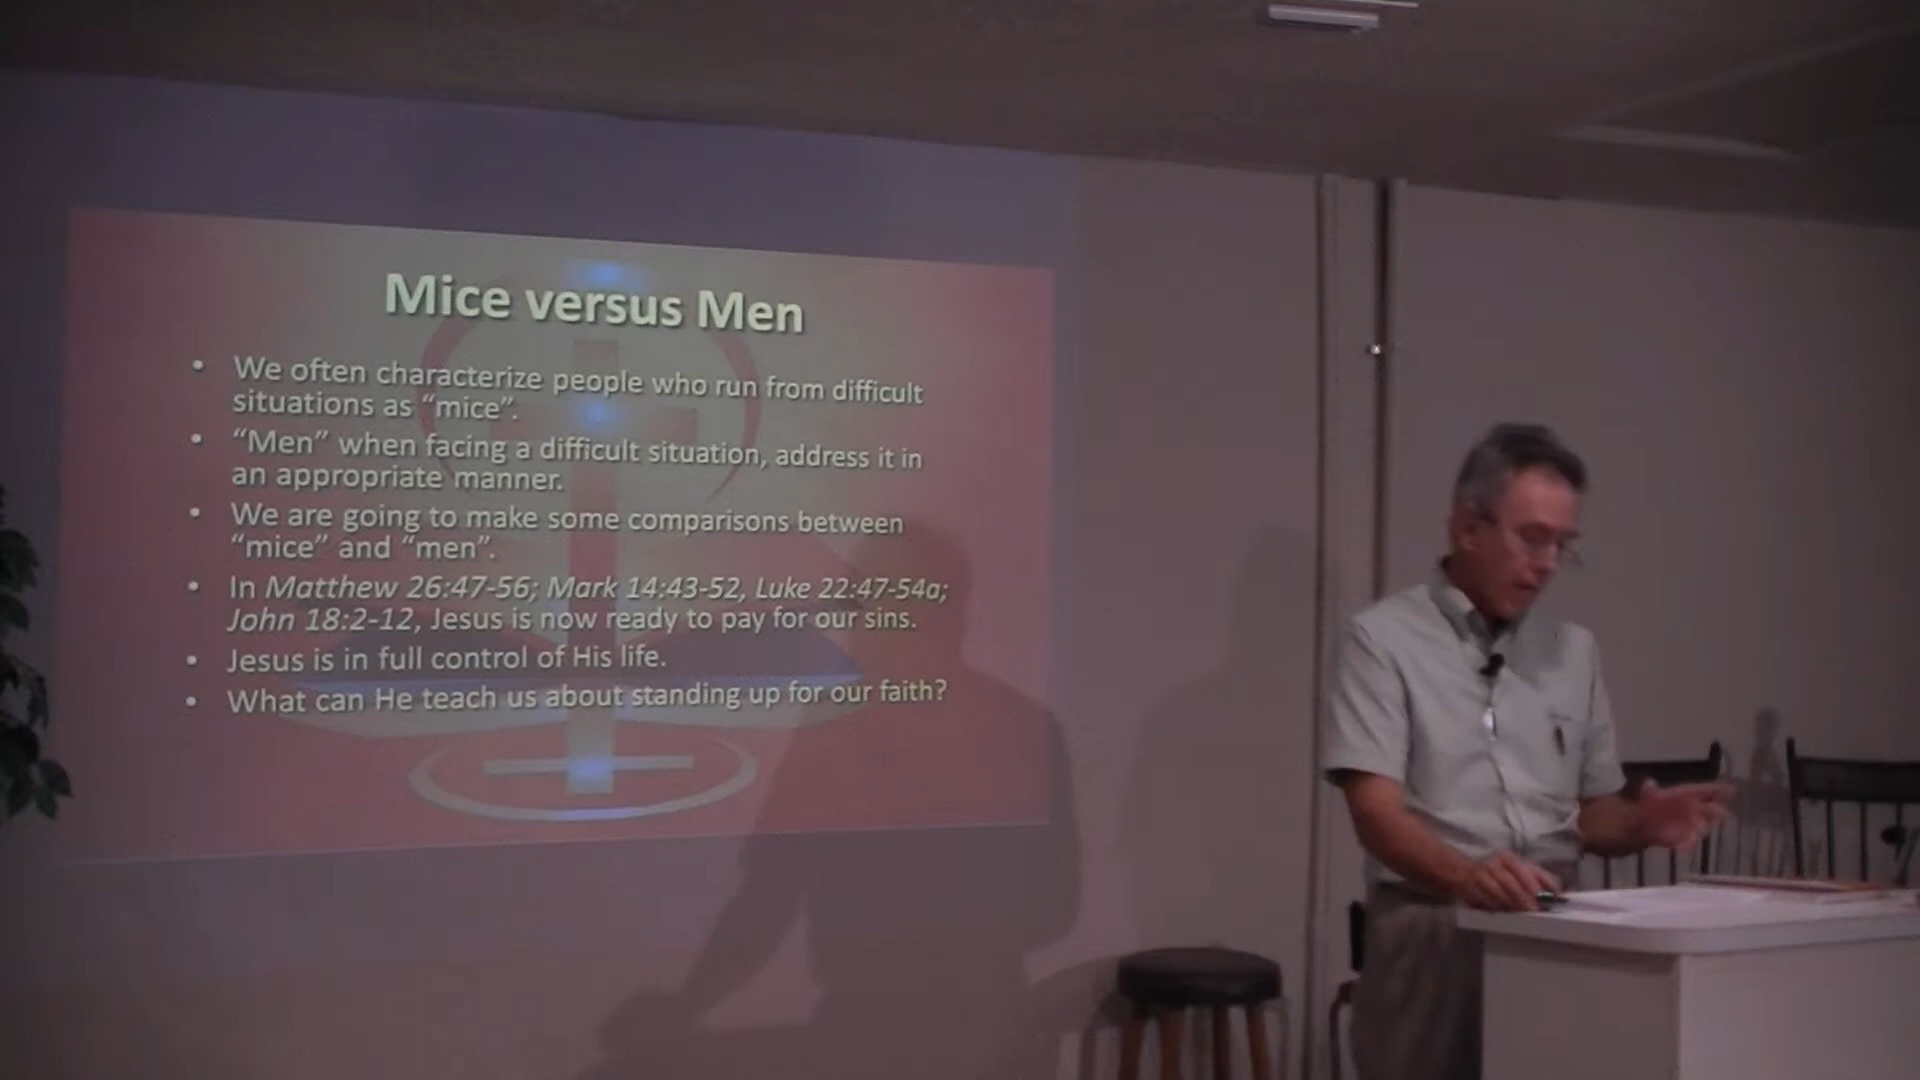 Mice versus Men
• We often characterize people who run from difficult
situations as “mice”.
• “Men” when facing a difficult situation, address it in
an appropriate manner.
• We are going to make some comparisons between
“mice” and “men”.
• In Matthew 26:47-56; Mark 14:43-52, Luke 22:47-54a;
John 18:2-12, Jesus is now ready to pay for our sins.
• Jesus is in full control of His life.
• What can He teach us about standing up for our faith?